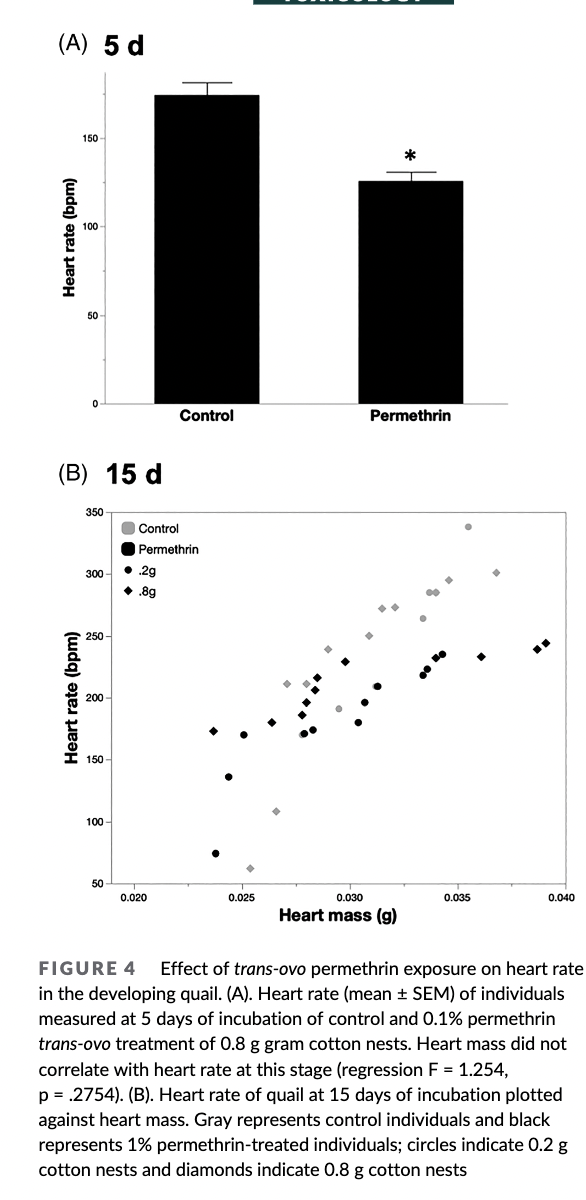 (A) 5 d
150
100
50
0
Heart rate (bpm)
*
Control
Permethrin
(B) 15 d
350
300
250
200
150
100
50
Heart rate (bpm)
Control
Permethrin
.2g
.8g
0.020
0.025
0.030
0.035
0.040
Heart mass (g)
FIGURE 4 Effect of trans-ovo permethrin exposure on heart rate
in the developing quail. (A). Heart rate (mean ± SEM) of individuals
measured at 5 days of incubation of control and 0.1% permethrin
trans-ovo treatment of 0.8 g gram cotton nests. Heart mass did not
correlate with heart rate at this stage (regression F = 1.254,
p = .2754). (B). Heart rate of quail at 15 days of incubation plotted
against heart mass. Gray represents control individuals and black
represents 1% permethrin-treated individuals; circles indicate 0.2 g
cotton nests and diamonds indicate 0.8 g cotton nests